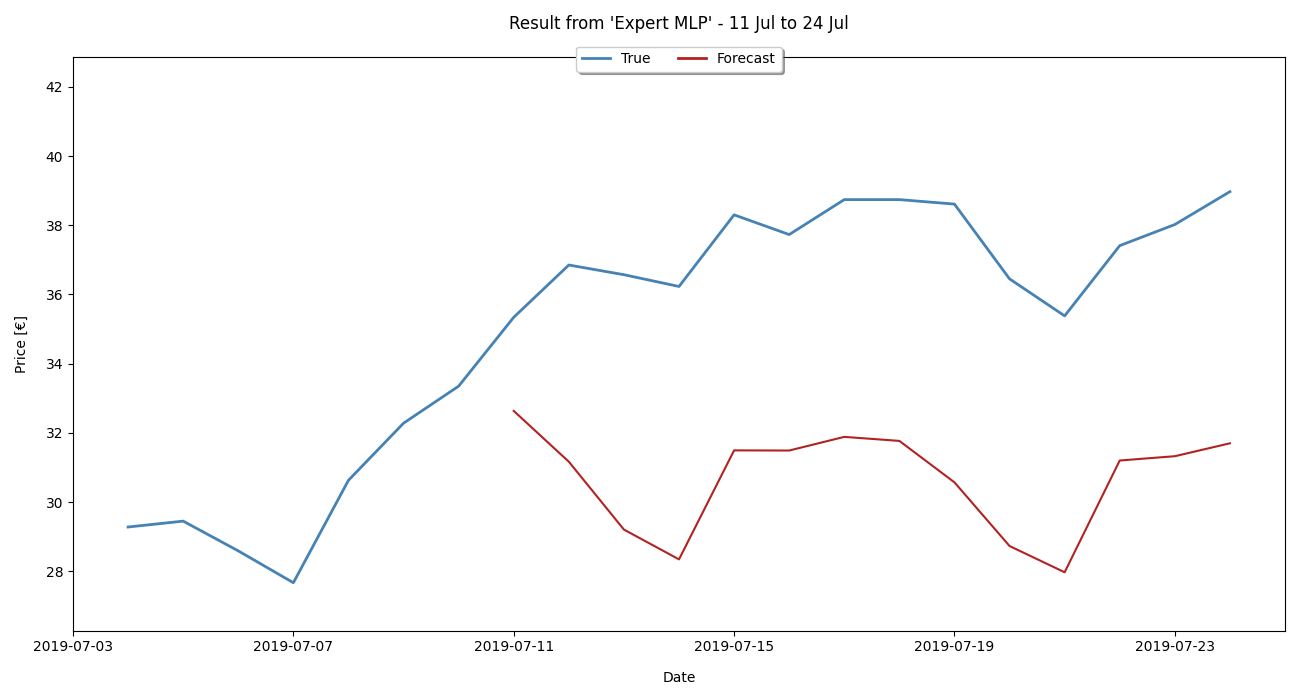 Result from 'Expert MLP' - 11 Jul to 24 Jul
True Forecast
42
40
38
36
34
32
30
28
Price [€]
2019-07-03 2019-07-07 2019-07-11 2019-07-15 2019-07-19 2019-07-23
Date